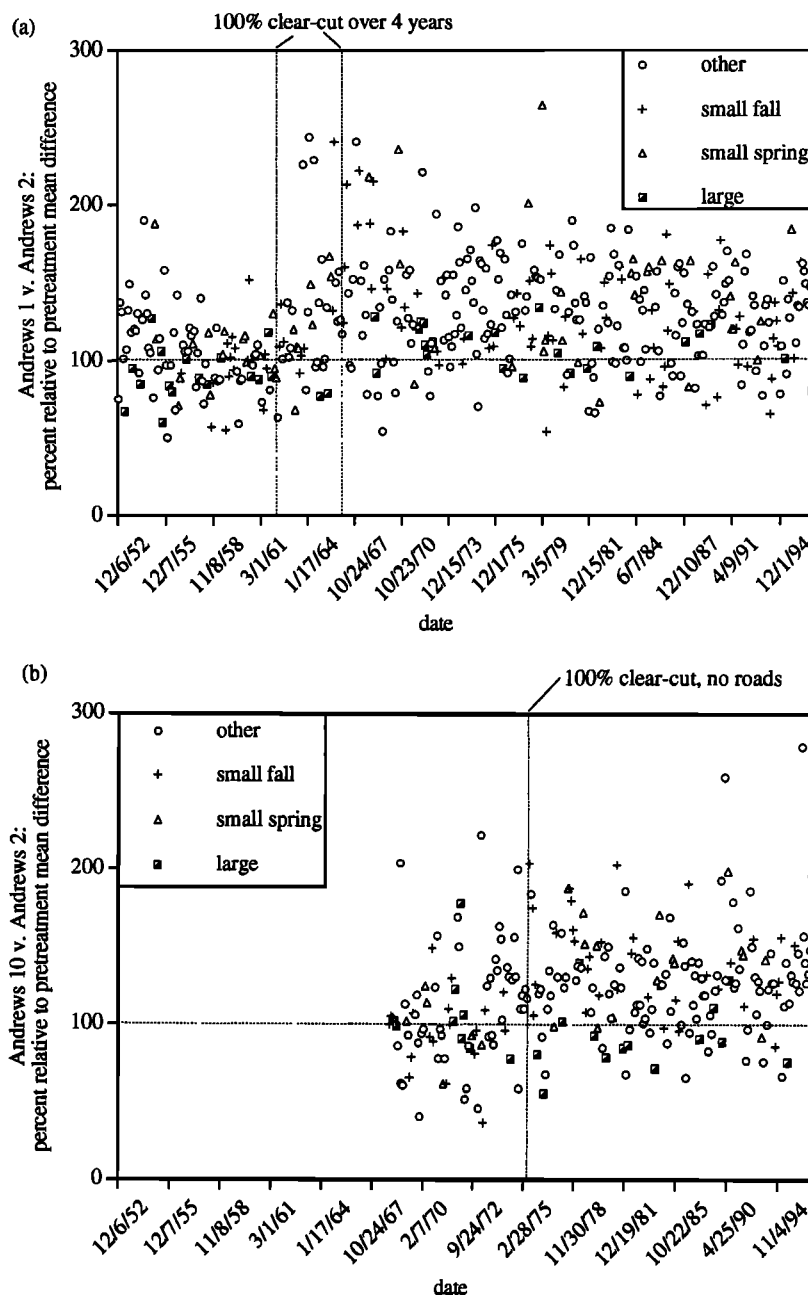 (a)
100% clear-cut over 4 years
300
200
100
0
Andrews 1 v. Andrews 2:
percent relative to pretreatment mean difference
other
small fall
small spring
large
12/6/52
12/7/55
11/8/58
3/1/61
1/17/64
10/24/67
10/23/70
12/15/73
12/1/75
3/5/79
12/15/81
6/7/84
12/10/87
4/9/91
12/1/94
date
(b)
100% clear-cut, no roads
300
200
100
0
Andrews 10 v. Andrews 2:
percent relative to pretreatment mean difference
other
small fall
small spring
large
12/6/52
12/7/55
11/8/58
3/1/61
1/17/64
10/24/67
2/7/70
9/24/72
2/28/75
11/30/78
12/19/81
10/22/85
4/25/90
11/4/94
date